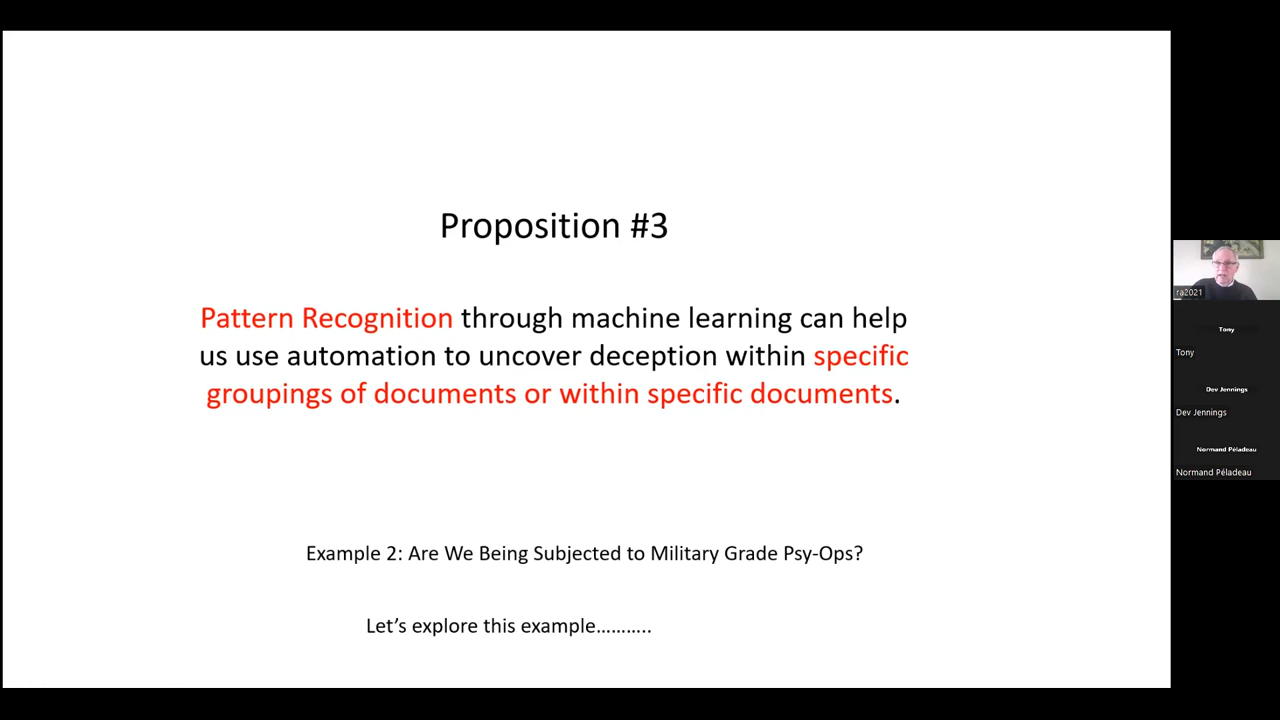 Proposition #3
Pattern Recognition through machine learning can help
us use automation to uncover deception within specific
groupings of documents or within specific documents.
Example 2: Are We Being Subjected to Military Grade Psy-Ops?
Let's explore this example………..
ra2021
Tony
Tony
Dev Jennings
Dev Jennings
Normand Péladeau
Normand Péladeau